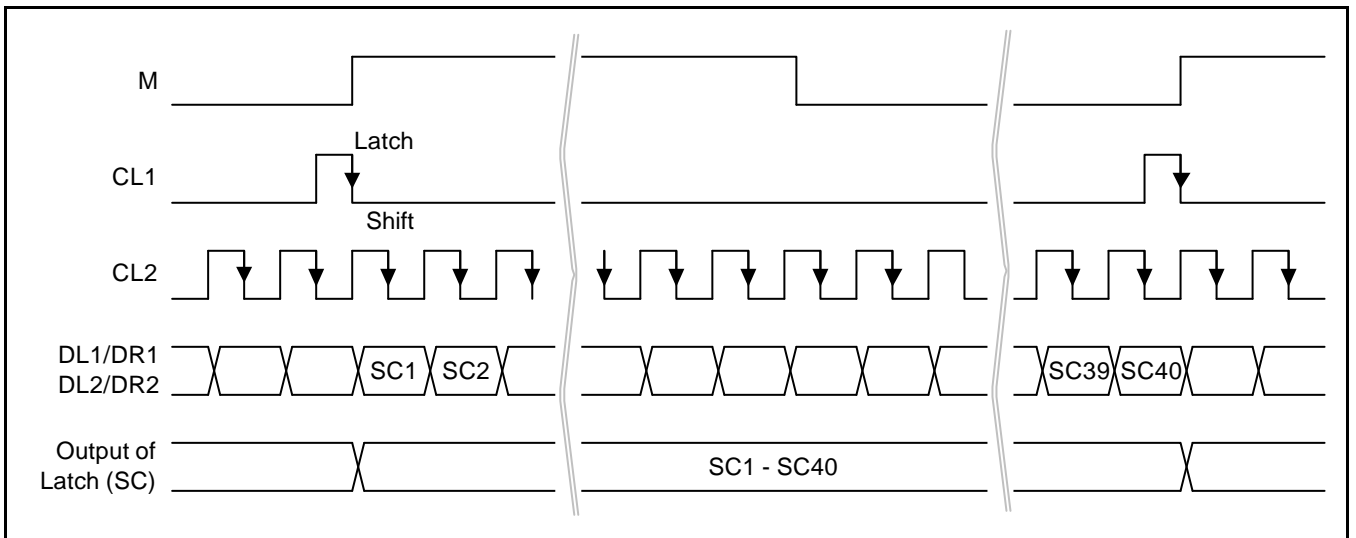 M
Latch
CL1
Shift
CL2
DL1/DR1
DL2/DR2
SC1
SC2
SC39
SC40
Output of
Latch (SC)
SC1 - SC40